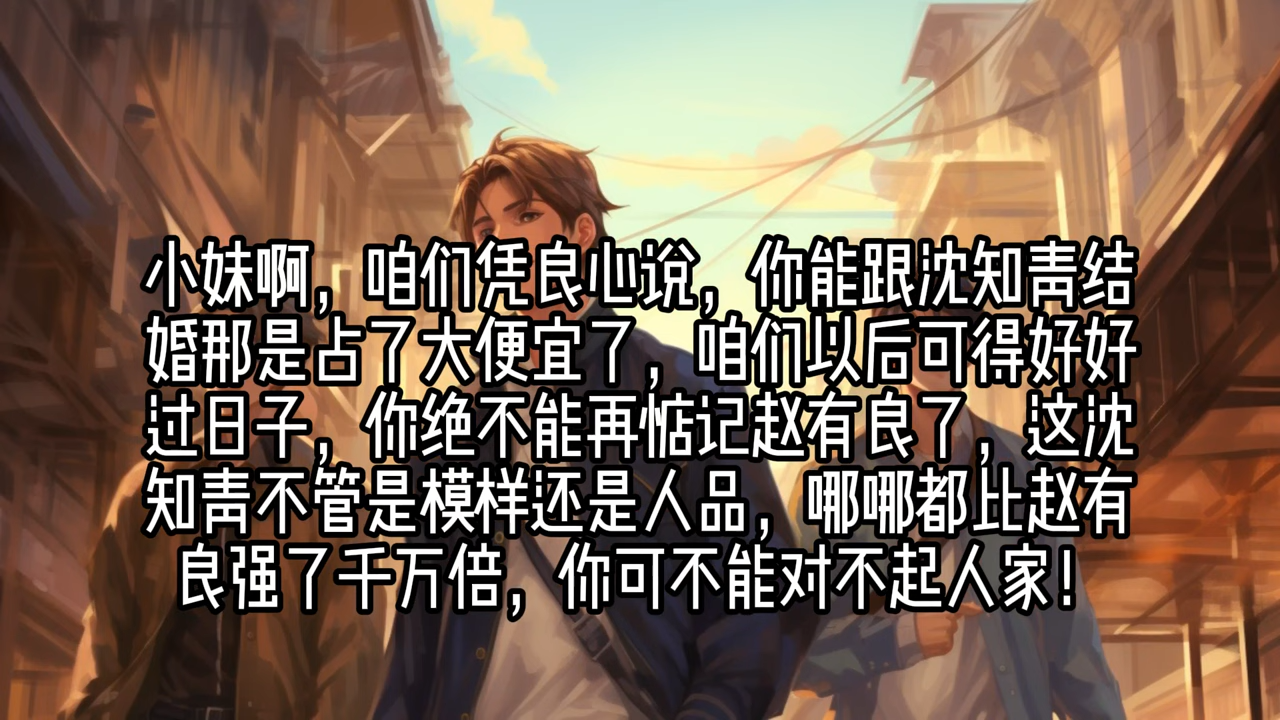 小妹啊，咱们凭良心说，你能跟沈知青结
婚那是占了大便宜了，咱们以后可得好好
过日子，你绝不能再惦记赵有良了，这沈
知青不管是模样还是人品，哪哪都比赵有
良强了千万倍，你可不能对不起人家！